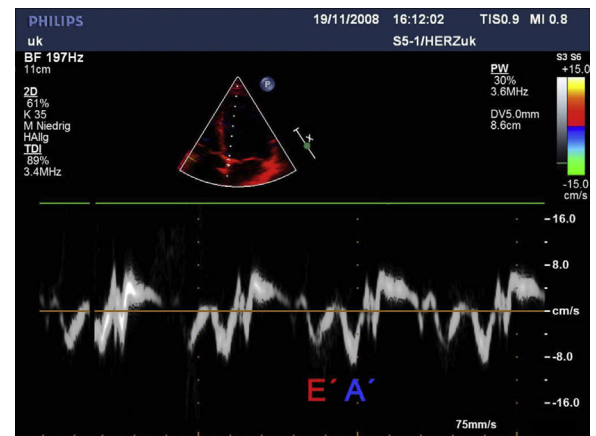 PHILIPS 19/11/2008 16:12:02 TIS0.9 MI 0.8
uk S5-1/HERZuk
BF 197Hz
11cm
2D
61%
K 35
M Niedrig
HAllg
TDI
89%
3.4MHz
P
PW
30%
3.6MHz
DV5.0mm
8.6cm
S3 S6
+15.0
-15.0
cm/s
-16.0
-8.0
cm/s
-8.0
-16.0
E´ A´
75mm/s